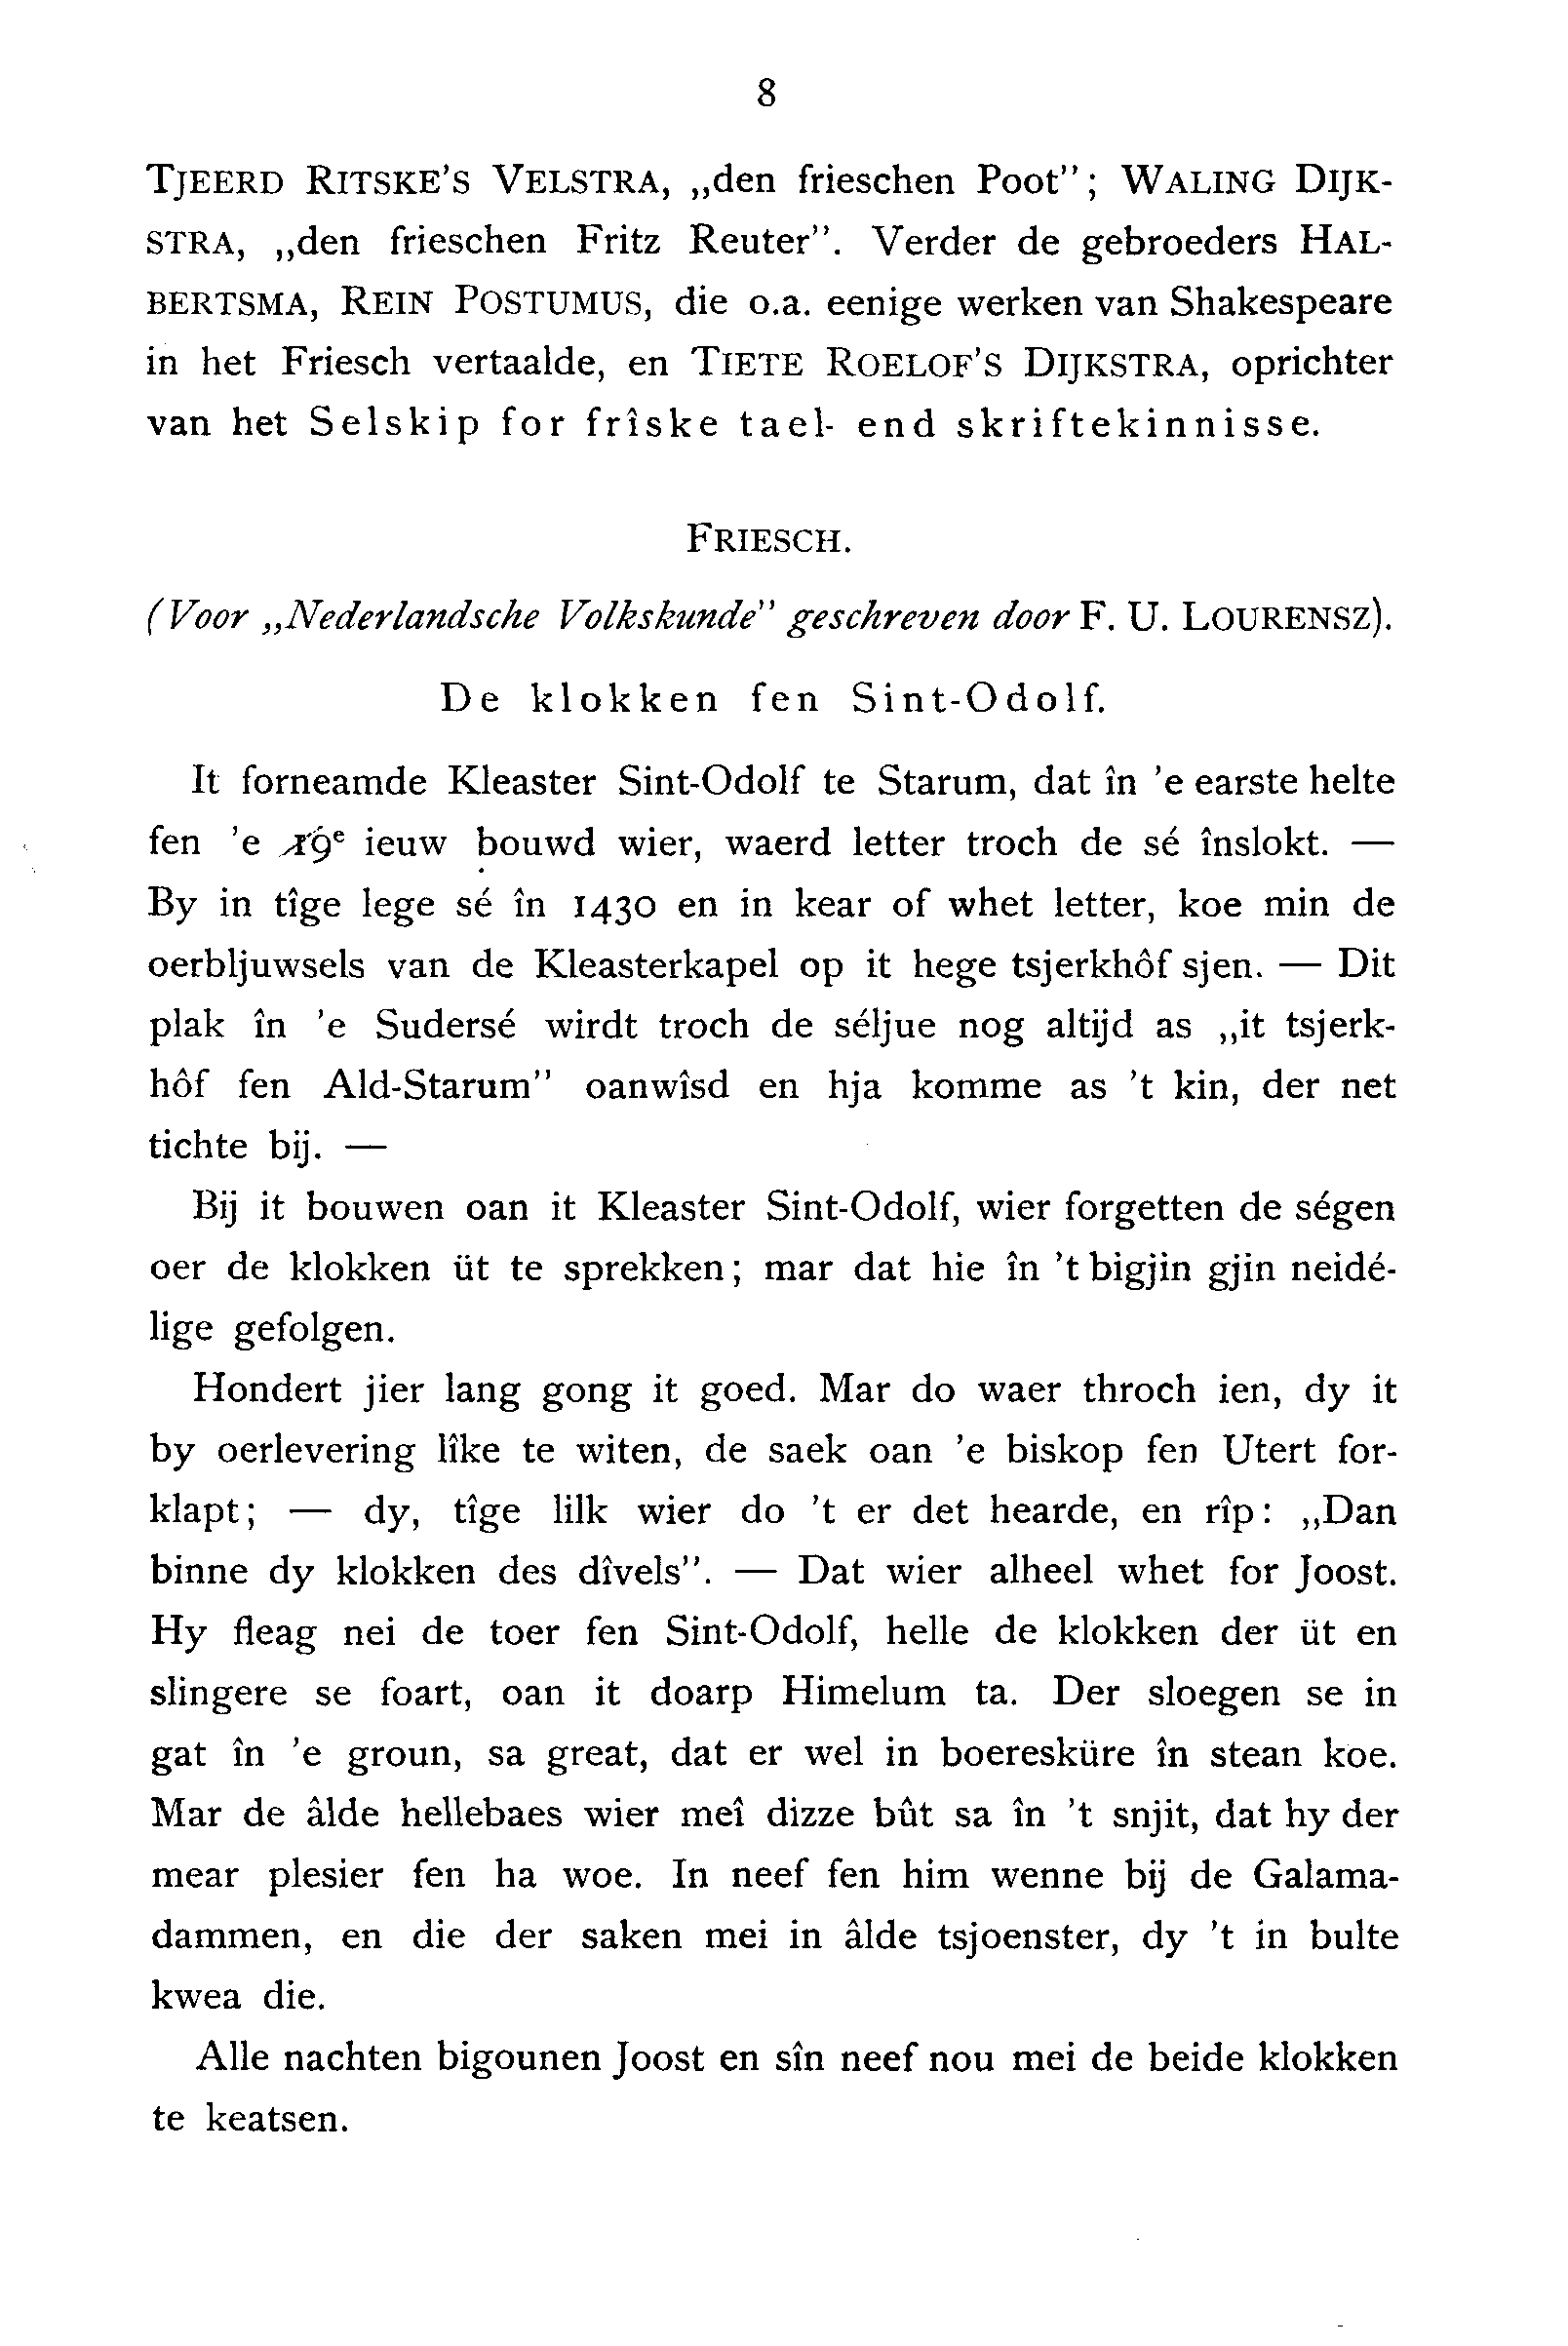 8
TJEERD RITSKE'S VELSTRA, „den frieschen Poot”; WALING DIJK-
STRA, „den frieschen Fritz Reuter”. Verder de gebroeders HAL-
BERTSMA, REIN POSTUMUS, die o.a. eenige werken van Shakespeare
in het Friesch vertaalde, en TIETE ROELOF'S DIJKSTRA, oprichter
van het Selskip for frîske tael- end skriftekinnisse.
FRIESCH.
(Voor „Nederlandsche Volkskunde” geschreven door F. U. LOURENSZ).
De klokken fen Sint-Odolf.
It forneamde Kleaster Sint-Odolf te Starum, dat în 'e earste helte
fen 'e ieuw bouwd wier, waerd letter troch de sé înslokt. —
By in tîge lege sé în 1430 en in kear of whet letter, koe min de
oerbljuwsels van de Kleasterkapel op it hege tsjerkhôf sjen. — Dit
plak în 'e Sudersé wirdt troch de séljue nog altijd as „it tsjerk-
hôf fen Ald-Starum” oanwîsd en hja komme as 't kin, der net
tichte bij. —
Bij it bouwen oan it Kleaster Sint-Odolf, wier forgetten de ségen
oer de klokken üt te sprekken; mar dat hie în 't bigjin gjin neidé-
lige gefolgen.
Hondert jier lang gong it goed. Mar do waer throch ien, dy it
by oerlevering lîke te witen, de saek oan 'e biskop fen Utert for-
klapt; — dy, tîge lilk wier do 't er det hearde, en rîp: „Dan
binne dy klokken des dîvels”. — Dat wier alheel whet for Joost.
Hy fleag nei de toer fen Sint-Odolf, helle de klokken der üt en
slingere se foart, oan it doarp Himelum ta. Der sloegen se in
gat în 'e groun, sa great, dat er wel in boeresküre în stean koe.
Mar de âlde hellebaes wier meî dizze bût sa în 't snjit, dat hy der
mear plesier fen ha woe. In neef fen him wenne bij de Galama-
dammen, en die der saken mei in âlde tsjoenster, dy 't in bulte
kwea die.
Alle nachten bigounen Joost en sîn neef nou mei de beide klokken
te keatsen.